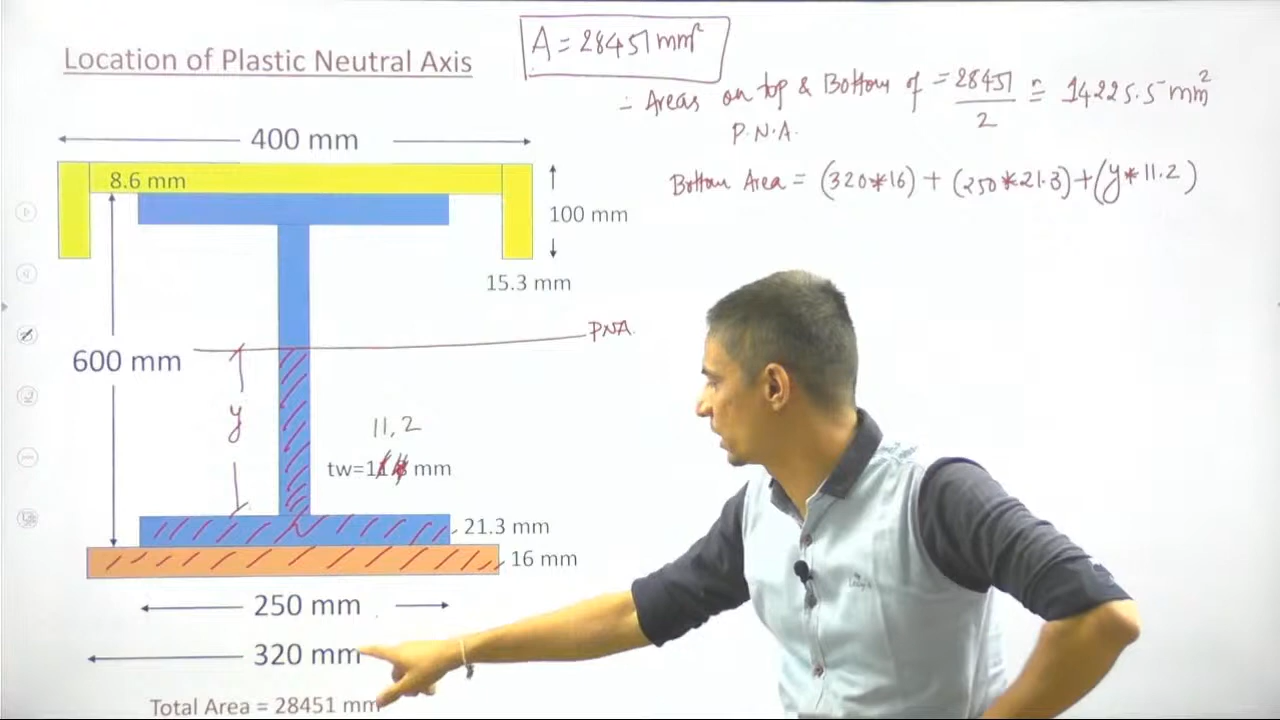 Location of Plastic Neutral Axis
A = 28451 mm²
= Areas on top & Bottom of = 28451/2 = 14225.5 mm²
P.N.A.
Bottom Area = (320*16) + (250*21.3) + (y*11.2)
400 mm
8.6 mm
100 mm
15.3 mm
PNA.
600 mm
y
11,2
tw=11 mm
21.3 mm
16 mm
250 mm
320 mm
Total Area = 28451 mm